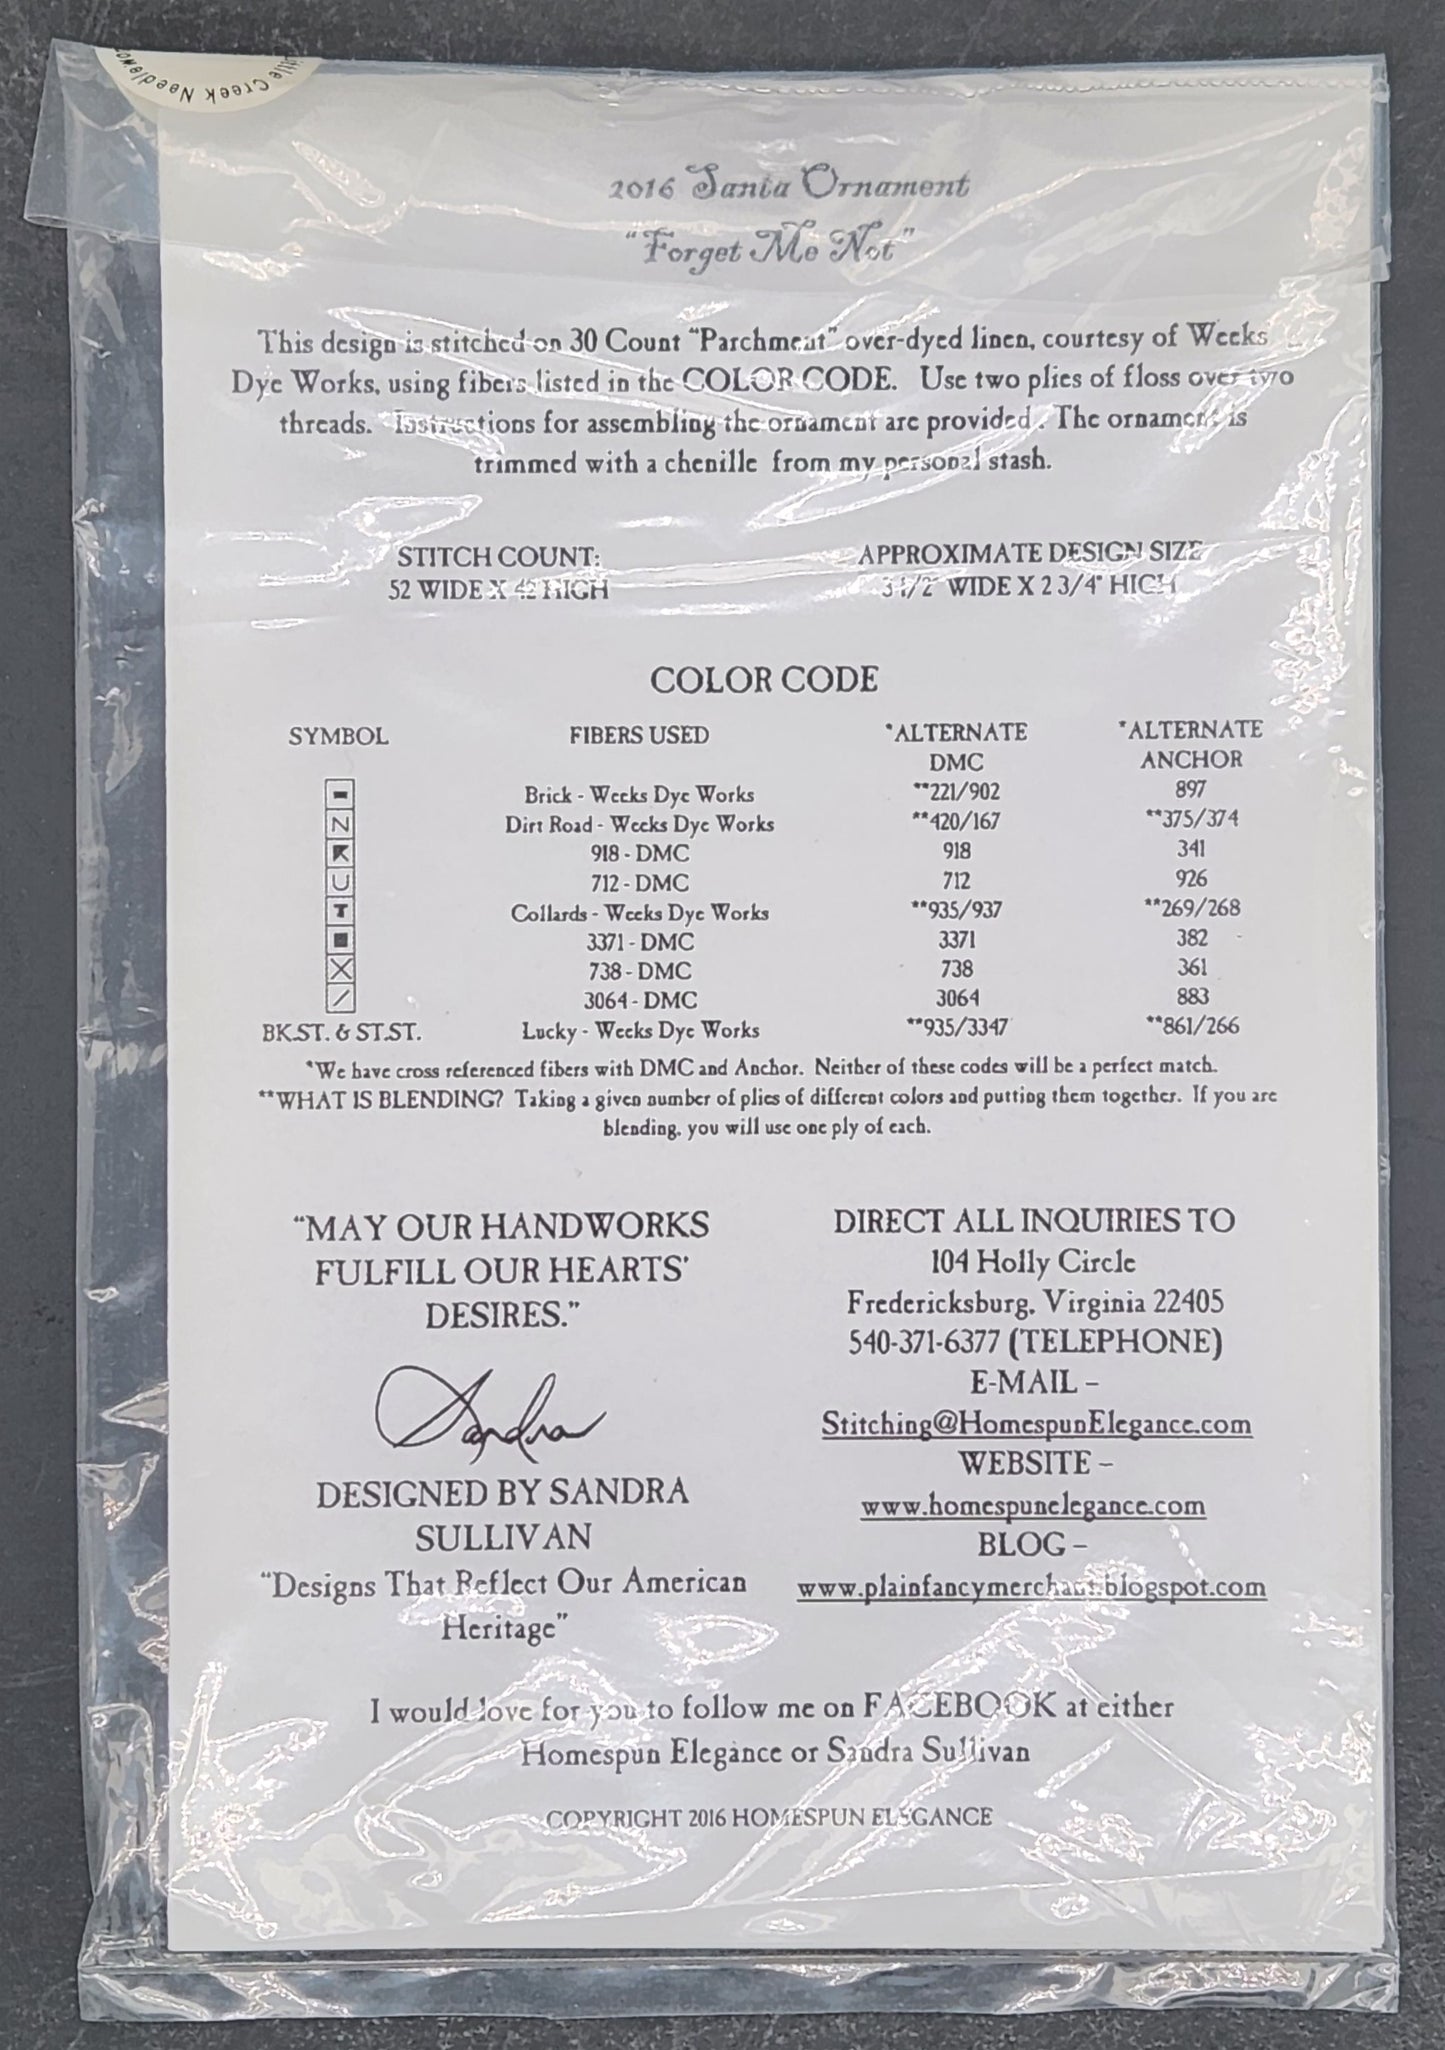 Creek Needlewor
2016 Santa Ornament
"Forget Me Not"
This design is stitched on 30 Count "Parchment" over-dyed linen, courtesy of Weeks
Dye Works, using fibers listed in the COLOR CODE. Use two plies of floss over two
threads. Instructions for assembling the ornament are provided. The ornament is
trimmed with a chenille from my personal stash.
STITCH COUNT:
52 WIDE X 42 HIGH
APPROXIMATE DESIGN SIZE
3 1/2" WIDE X 2 3/4" HIGH
COLOR CODE
SYMBOL FIBERS USED *ALTERNATE *ALTERNATE
DMC ANCHOR
- Brick - Weeks Dye Works **221/902 897
N Dirt Road - Weeks Dye Works **420/167 **375/374
K 918 - DMC 918 341
U 712 - DMC 712 926
T Collards - Weeks Dye Works **935/937 **269/268
■ 3371 - DMC 3371 382
X 738 - DMC 738 361
/ 3064 - DMC 3064 883
BK.ST. & ST.ST. Lucky - Weeks Dye Works **935/3347 **861/266
*We have cross referenced fibers with DMC and Anchor. Neither of these codes will be a perfect match.
**WHAT IS BLENDING? Taking a given number of plies of different colors and putting them together. If you are
blending, you will use one ply of each.
"MAY OUR HANDWORKS
FULFILL OUR HEARTS'
DESIRES."
Sandra
DESIGNED BY SANDRA
SULLIVAN
"Designs That Reflect Our American
Heritage"
DIRECT ALL INQUIRIES TO
104 Holly Circle
Fredericksburg, Virginia 22405
540-371-6377 (TELEPHONE)
E-MAIL -
Stitching@HomespunElegance.com
WEBSITE -
www.homespunelegance.com
BLOG -
www.plainfancymerchant.blogspot.com
I would love for you to follow me on FACEBOOK at either
Homespun Elegance or Sandra Sullivan
COPYRIGHT 2016 HOMESPUN ELEGANCE